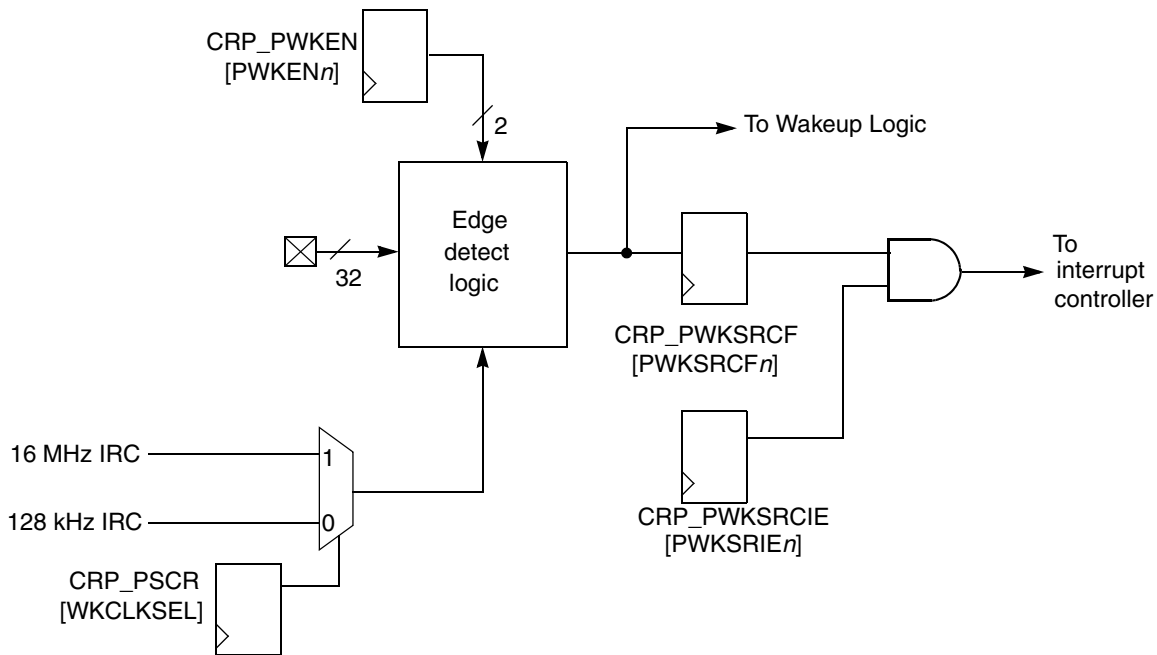 CRP_PWKEN
[PWKENn]
2
To Wakeup Logic
Edge
detect
logic
32
To
interrupt
controller
CRP_PWKSRCF
[PWKSRCFn]
16 MHz IRC
1
128 kHz IRC
0
CRP_PWKSRCIE
[PWKSRIEn]
CRP_PSCR
[WKCLKSEL]